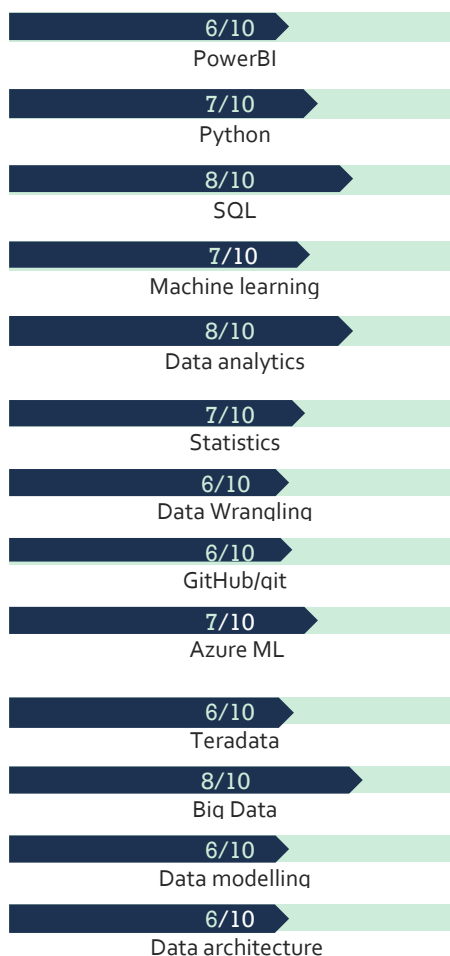 6/10
PowerBI
7/10
Python
8/10
SQL
7/10
Machine learning
8/10
Data analytics
7/10
Statistics
6/10
Data Wrangling
6/10
GitHub/git
7/10
Azure ML
6/10
Teradata
8/10
Big Data
6/10
Data modelling
6/10
Data architecture